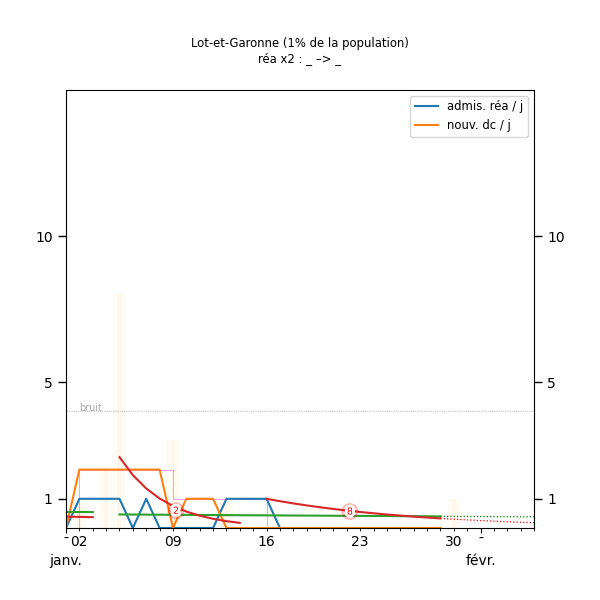 Lot-et-Garonne (1% de la population)
réa x2 : _ –> _
admis. réa / j
nouv. dc / j
10 10
5 5
bruit
1 1
2 8
- 02 09 16 23 30 -
janv. févr.